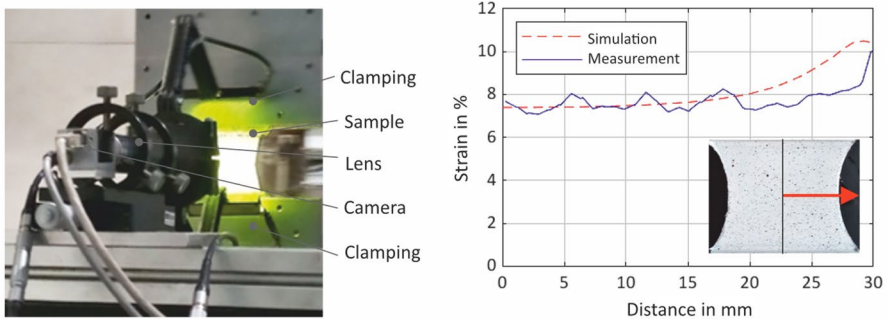 Clamping
Sample
Lens
Camera
Clamping
Strain in %
12
10
8
6
4
2
0
Simulation
Measurement
0 5 10 15 20 25 30
Distance in mm